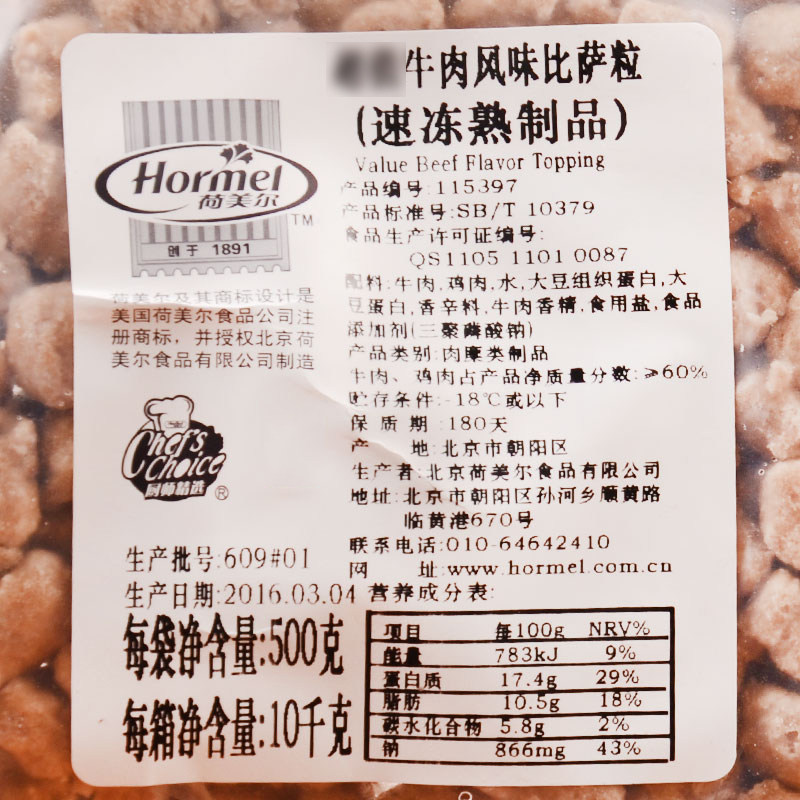 牛肉风味比萨粒
(速冻熟制品)
Value Beef Flavor Topping
Hormel
荷美尔
TM
创于 1891
产品编号:115397
产品标准号:SB/T 10379
食品生产许可证编号:
QS1105 1101 0087
荷美尔及其商标设计是
美国荷美尔食品公司注
册商标，并授权北京荷
美尔食品有限公司制造
配料:牛肉,鸡肉,水,大豆组织蛋白,大
豆蛋白,香辛料,牛肉香精,食用盐,食品
添加剂(三聚磷酸钠)
产品类别:肉糜类制品
牛肉、鸡肉占产品净质量分数:≥60%
贮存条件:-18℃或以下
保质期:180天
产 地:北京市朝阳区
生产者:北京荷美尔食品有限公司
地址:北京市朝阳区孙河乡顺黄路
临黄港670号
联系电话:010-64642410
网 址:www.hormel.com.cn
Chef's
Choice
厨师精选®
生产批号:609#01
生产日期:2016.03.04
每袋净含量:500克
每箱净含量:10千克
营养成分表:
项目 每100g NRV%
能量 783kJ 9%
蛋白质 17.4g 29%
脂肪 10.5g 18%
碳水化合物 5.8g 2%
钠 866mg 43%